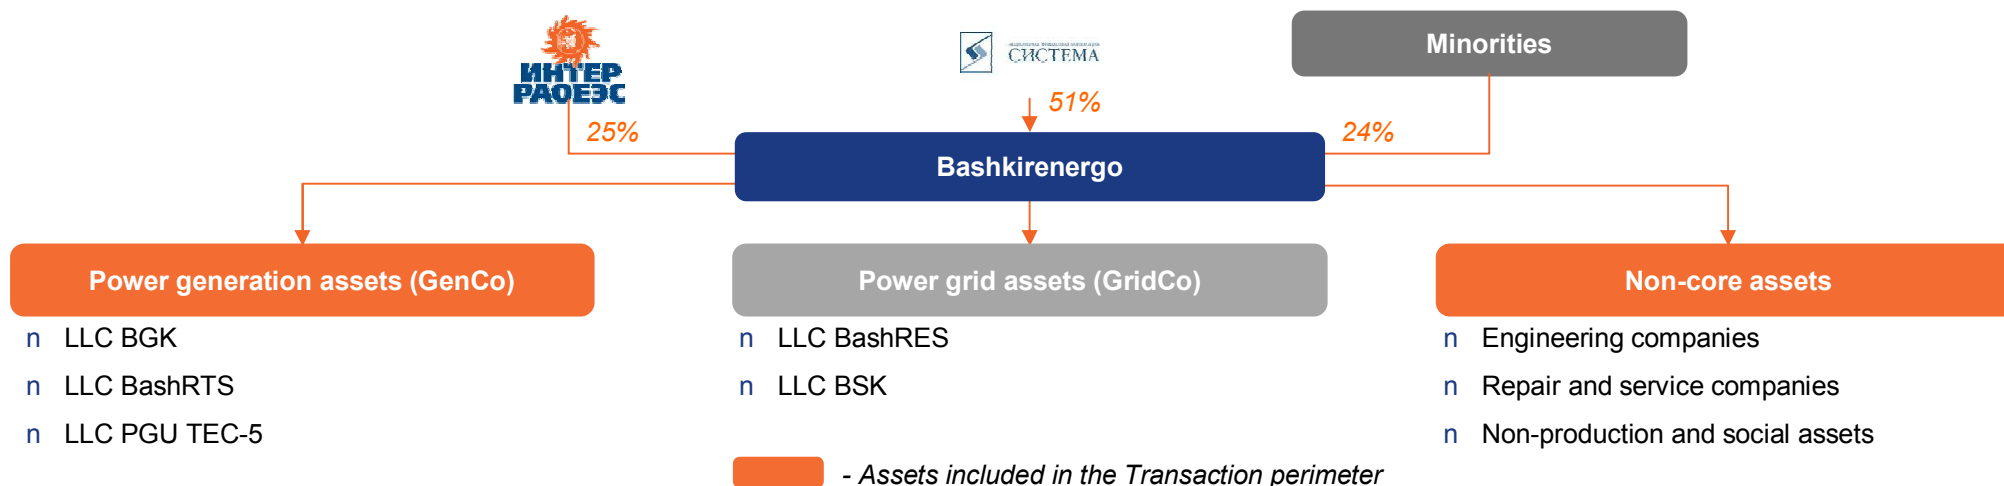 ИНТЕР
РАОЕЭС
СИСТЕМА
Minorities
51%
25%
24%
Bashkirenergo
Power generation assets (GenCo)
Power grid assets (GridCo)
Non-core assets
n LLC BGK
n LLC BashRES
n Engineering companies
n LLC BashRTS
n LLC BSK
n Repair and service companies
n LLC PGU TEC-5
n Non-production and social assets
- Assets included in the Transaction perimeter